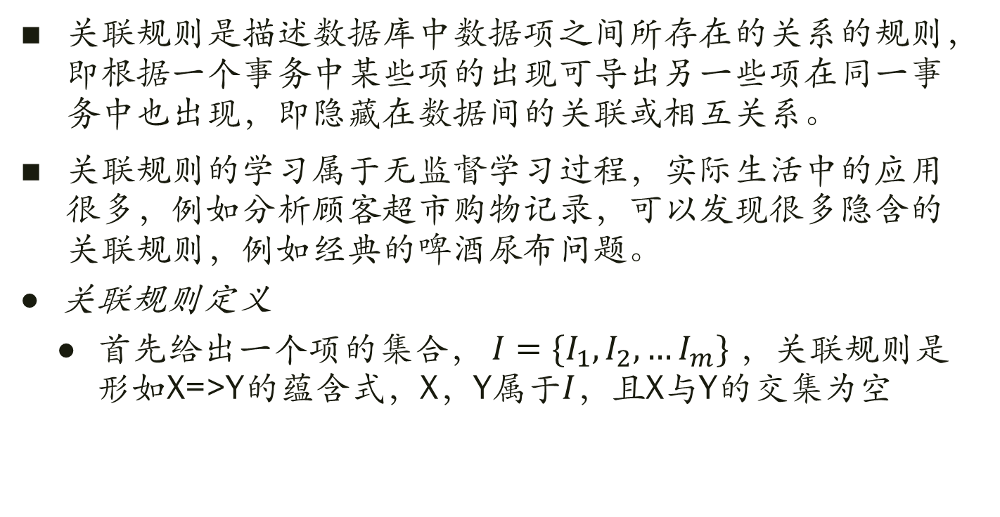 ■ 关联规则是描述数据库中数据项之间所存在的关系的规则，
即根据一个事务中某些项的出现可导出另一些项在同一事
务中也出现，即隐藏在数据间的关联或相互关系。
■ 关联规则的学习属于无监督学习过程，实际生活中的应用
很多，例如分析顾客超市购物记录，可以发现很多隐含的
关联规则，例如经典的啤酒尿布问题。
● 关联规则定义
● 首先给出一个项的集合， I = {I₁, I₂, … Iₘ} ，关联规则是
形如X=>Y的蕴含式，X，Y属于I，且X与Y的交集为空